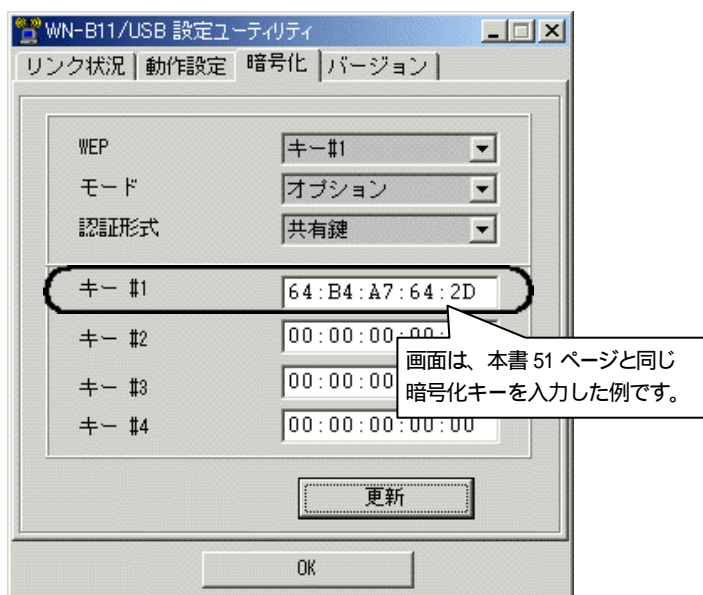 WN-B11/USB 設定ユーティリティ
リンク状況 動作設定 暗号化 バージョン
WEP キー#1
モード オプション
認証形式 共有鍵
キー #1 64:B4:A7:64:2D
キー #2 00:00:00:00:
画面は、本書 51 ページと同じ
キー #3 00:00:00
暗号化キーを入力した例です。
キー #4 00:00:00:00:00
更新
OK